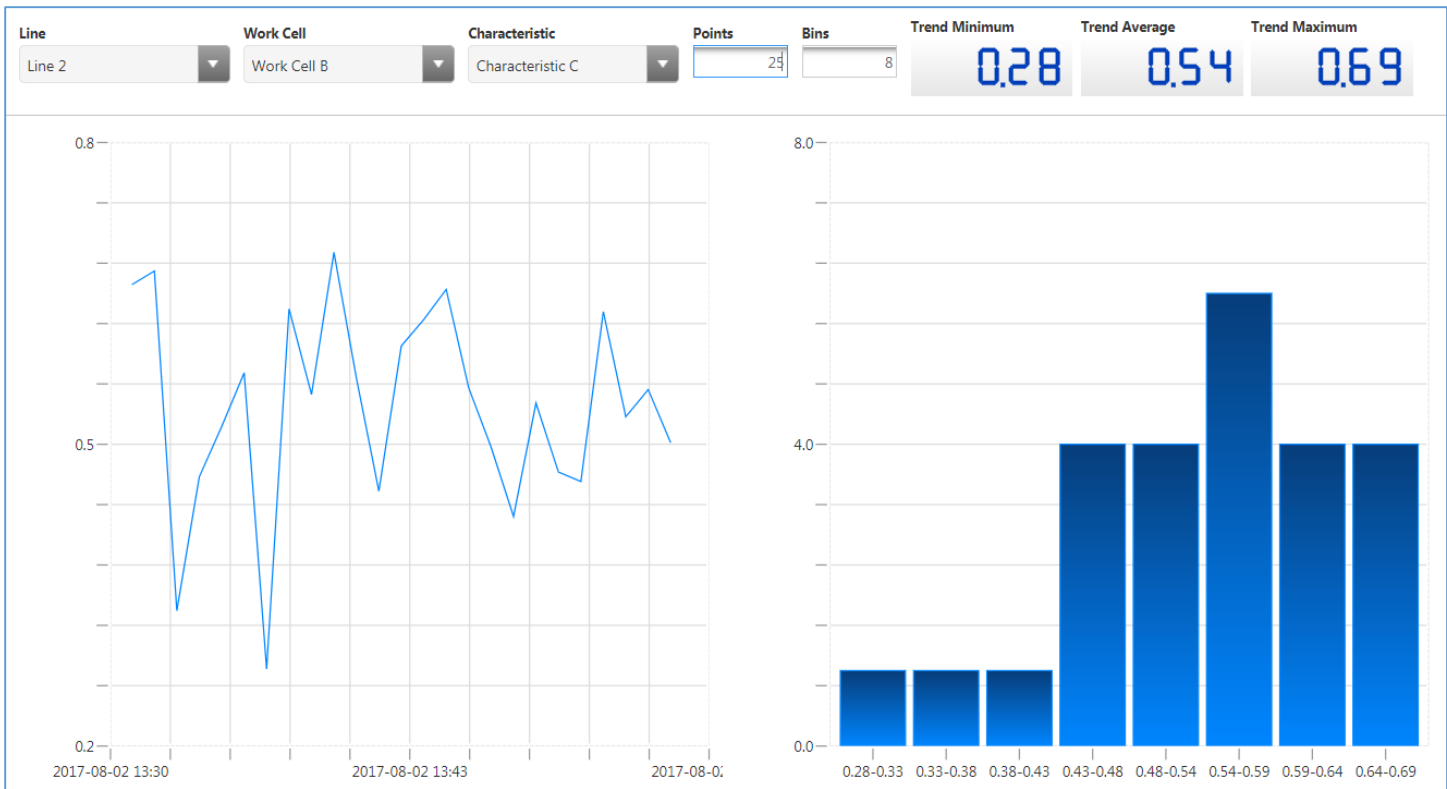 Line Work Cell Characteristic Points Bins Trend Minimum Trend Average Trend Maximum
Line 2 Work Cell B Characteristic C 25 8 0.28 0.54 0.69
0.8
0.5
0.2
2017-08-02 13:30 2017-08-02 13:43 2017-08-0
8.0
4.0
0.0
0.28-0.33 0.33-0.38 0.38-0.43 0.43-0.48 0.48-0.54 0.54-0.59 0.59-0.64 0.64-0.69